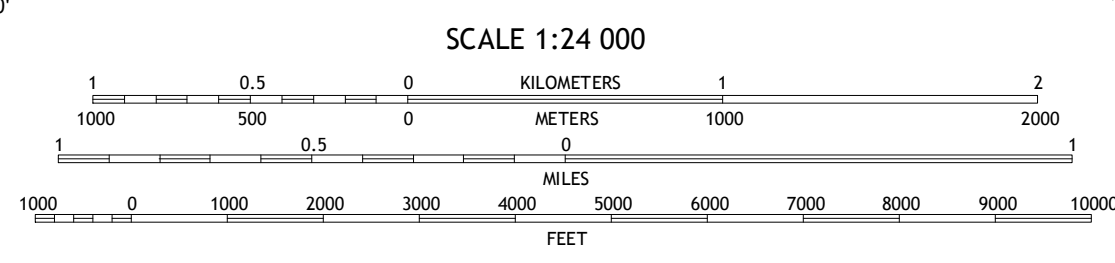 0'
SCALE 1:24 000
1 0.5 0 KILOMETERS 1 2
1000 500 0 METERS 1000 2000
1 0.5 0 1
MILES
1000 0 1000 2000 3000 4000 5000 6000 7000 8000 9000 10000
FEET